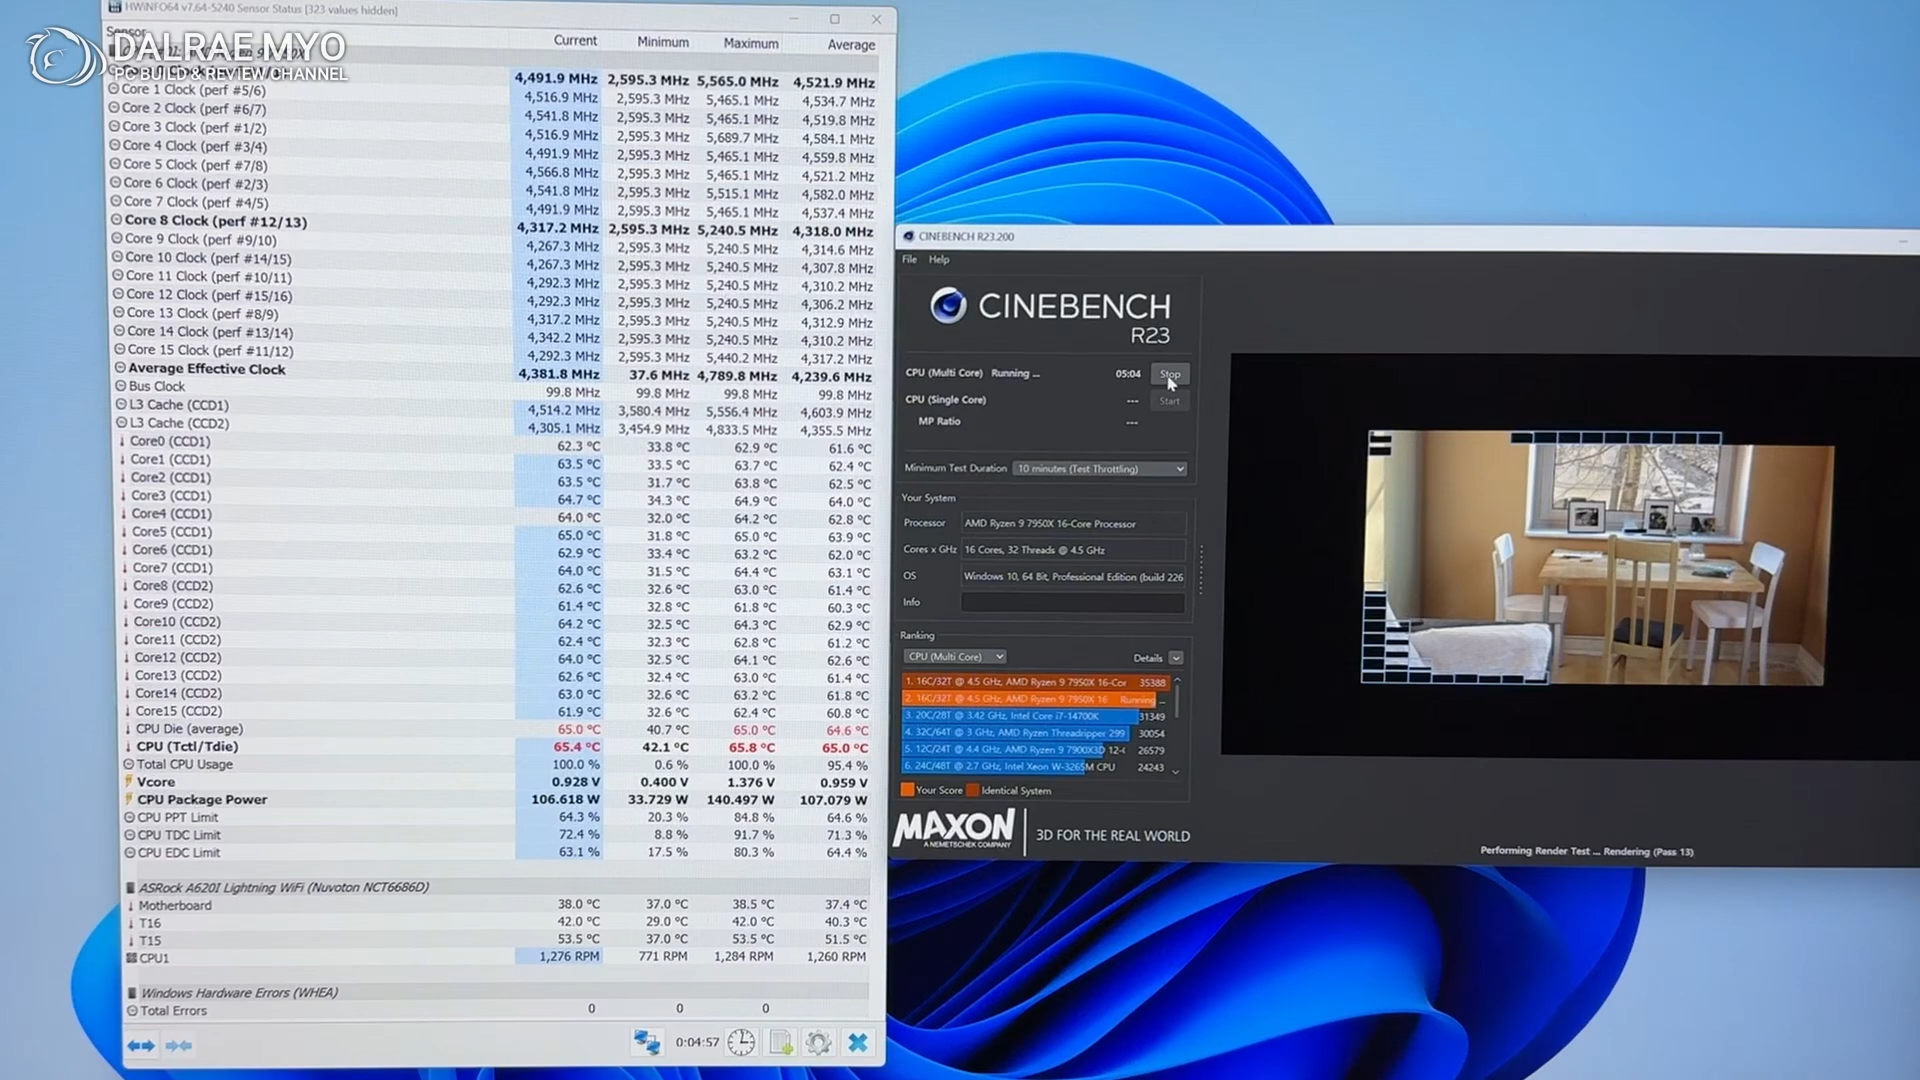 HWiNFO64 v7.64-5240 Sensor Status [323 values hidden]
DALRAE MYO
PC BUILD & REVIEW CHANNEL
Sensor Current Minimum Maximum Average
4,491.9 MHz 2,595.3 MHz 5,565.0 MHz 4,521.9 MHz
Core 1 Clock (perf #5/6) 4,516.9 MHz 2,595.3 MHz 5,465.1 MHz 4,534.7 MHz
Core 2 Clock (perf #6/7) 4,541.8 MHz 2,595.3 MHz 5,465.1 MHz 4,519.8 MHz
Core 3 Clock (perf #1/2) 4,516.9 MHz 2,595.3 MHz 5,689.7 MHz 4,584.1 MHz
Core 4 Clock (perf #3/4) 4,491.9 MHz 2,595.3 MHz 5,465.1 MHz 4,559.8 MHz
Core 5 Clock (perf #7/8) 4,566.8 MHz 2,595.3 MHz 5,465.1 MHz 4,521.2 MHz
Core 6 Clock (perf #2/3) 4,541.8 MHz 2,595.3 MHz 5,515.1 MHz 4,582.0 MHz
Core 7 Clock (perf #4/5) 4,491.9 MHz 2,595.3 MHz 5,465.1 MHz 4,537.4 MHz
Core 8 Clock (perf #12/13) 4,317.2 MHz 2,595.3 MHz 5,240.5 MHz 4,318.0 MHz
Core 9 Clock (perf #9/10) 4,267.3 MHz 2,595.3 MHz 5,240.5 MHz 4,314.6 MHz
Core 10 Clock (perf #14/15) 4,267.3 MHz 2,595.3 MHz 5,240.5 MHz 4,307.8 MHz
Core 11 Clock (perf #10/11) 4,292.3 MHz 2,595.3 MHz 5,240.5 MHz 4,310.2 MHz
Core 12 Clock (perf #15/16) 4,292.3 MHz 2,595.3 MHz 5,240.5 MHz 4,306.2 MHz
Core 13 Clock (perf #8/9) 4,317.2 MHz 2,595.3 MHz 5,240.5 MHz 4,312.9 MHz
Core 14 Clock (perf #13/14) 4,342.2 MHz 2,595.3 MHz 5,240.5 MHz 4,310.2 MHz
Core 15 Clock (perf #11/12) 4,292.3 MHz 2,595.3 MHz 5,440.2 MHz 4,317.2 MHz
Average Effective Clock 4,381.8 MHz 37.6 MHz 4,789.8 MHz 4,239.6 MHz
Bus Clock 99.8 MHz 99.8 MHz 99.8 MHz 99.8 MHz
L3 Cache (CCD1) 4,514.2 MHz 3,580.4 MHz 5,556.4 MHz 4,603.9 MHz
L3 Cache (CCD2) 4,305.1 MHz 3,454.9 MHz 4,833.5 MHz 4,355.5 MHz
Core0 (CCD1) 62.3 °C 33.8 °C 62.9 °C 61.6 °C
Core1 (CCD1) 63.5 °C 33.5 °C 63.7 °C 62.4 °C
Core2 (CCD1) 63.5 °C 31.7 °C 63.8 °C 62.5 °C
Core3 (CCD1) 64.7 °C 34.3 °C 64.9 °C 64.0 °C
Core4 (CCD1) 64.0 °C 32.0 °C 64.2 °C 62.8 °C
Core5 (CCD1) 65.0 °C 31.8 °C 65.0 °C 63.9 °C
Core6 (CCD1) 62.9 °C 33.4 °C 63.2 °C 62.0 °C
Core7 (CCD1) 64.0 °C 31.5 °C 64.4 °C 63.1 °C
Core8 (CCD2) 62.6 °C 32.6 °C 63.0 °C 61.4 °C
Core9 (CCD2) 61.4 °C 32.8 °C 61.8 °C 60.3 °C
Core10 (CCD2) 64.2 °C 32.5 °C 64.3 °C 62.9 °C
Core11 (CCD2) 62.4 °C 32.3 °C 62.8 °C 61.2 °C
Core12 (CCD2) 64.0 °C 32.5 °C 64.1 °C 62.6 °C
Core13 (CCD2) 62.6 °C 32.4 °C 63.0 °C 61.4 °C
Core14 (CCD2) 63.0 °C 32.6 °C 63.2 °C 61.8 °C
Core15 (CCD2) 61.9 °C 32.6 °C 62.4 °C 60.8 °C
CPU Die (average) 65.0 °C 40.7 °C 65.0 °C 64.6 °C
CPU (Tctl/Tdie) 65.4 °C 42.1 °C 65.8 °C 65.0 °C
Total CPU Usage 100.0 % 0.6 % 100.0 % 95.4 %
Vcore 0.928 V 0.400 V 1.376 V 0.959 V
CPU Package Power 106.618 W 33.729 W 140.497 W 107.079 W
CPU PPT Limit 64.3 % 20.3 % 84.8 % 64.6 %
CPU TDC Limit 72.4 % 8.8 % 91.7 % 71.3 %
CPU EDC Limit 63.1 % 17.5 % 80.3 % 64.4 %
ASRock A620I Lightning WiFi (Nuvoton NCT6686D)
Motherboard 38.0 °C 37.0 °C 38.5 °C 37.4 °C
T16 42.0 °C 29.0 °C 42.0 °C 40.3 °C
T15 53.5 °C 37.0 °C 53.5 °C 51.5 °C
CPU1 1,276 RPM 771 RPM 1,284 RPM 1,260 RPM
Windows Hardware Errors (WHEA)
Total Errors 0 0 0
0:04:57
CINEBENCH R23.200
File Help
CINEBENCH
R23
CPU (Multi Core) Running ... 05:04 Stop
CPU (Single Core) --- Start
MP Ratio ---
Minimum Test Duration 10 minutes (Test Throttling)
Your System
Processor AMD Ryzen 9 7950X 16-Core Processor
Cores x GHz 16 Cores, 32 Threads @ 4.5 GHz
OS Windows 10, 64 Bit, Professional Edition (build 226
Info
Ranking
CPU (Multi Core) Details
1. 16C/32T @ 4.5 GHz, AMD Ryzen 9 7950X 16-Cor 35388
2. 16C/32T @ 4.5 GHz, AMD Ryzen 9 7950X 16 Running ...
3. 20C/28T @ 3.42 GHz, Intel Core i7-14700K 31349
4. 32C/64T @ 3 GHz, AMD Ryzen Threadripper 299 30054
5. 12C/24T @ 4.4 GHz, AMD Ryzen 9 7900X3D 12-c 26579
6. 24C/48T @ 2.7 GHz, Intel Xeon W-3265M CPU 24243
Your Score Identical System
MAXON
A NEMETSCHEK COMPANY
3D FOR THE REAL WORLD
Performing Render Test ... Rendering (Pass 13)